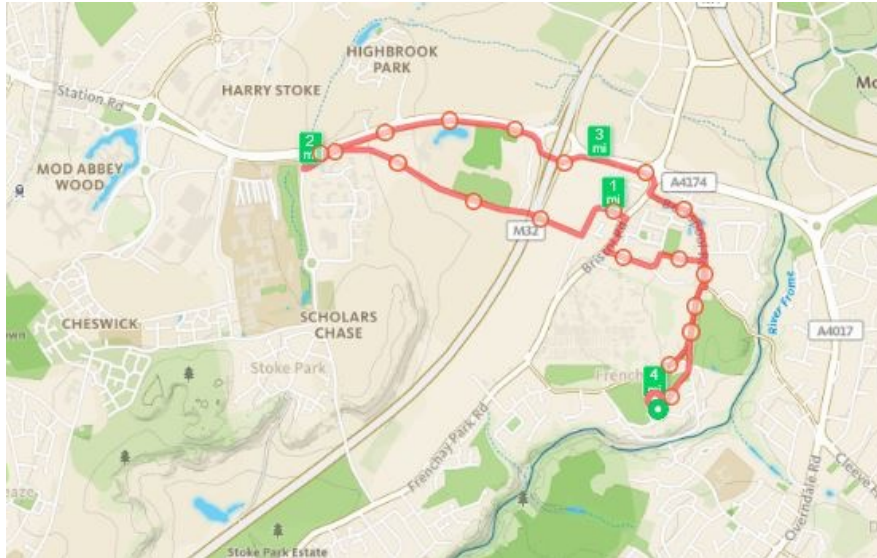 HIGHBROOK
PARK
HARRY STOKE
Station Rd
2
mi
3
mi
MOD ABBEY
WOOD
1
mi
A4174
M32
River Frome
CHESWICK
SCHOLARS
CHASE
A4017
Stoke Park
4
mi
Frenchay Park Rd
Overndale Rd
Stoke Park Estate